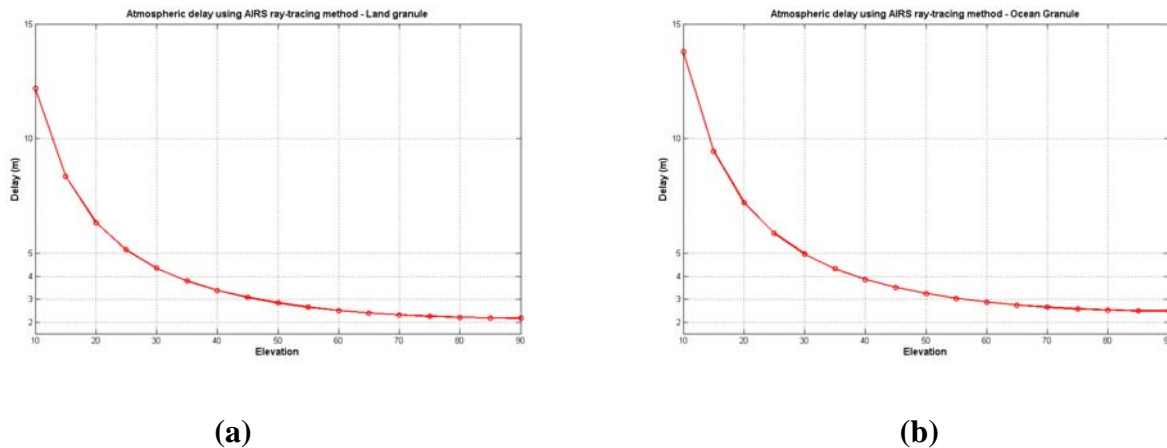 Atmospheric delay using AIRS ray-tracing method - Land granule
15
10
5
4
3
2
Delay (m)
10 20 30 40 50 60 70 80 90
Elevation
(a)
Atmospheric delay using AIRS ray-tracing method - Ocean Granule
15
10
5
4
3
2
Delay (m)
10 20 30 40 50 60 70 80 90
Elevation
(b)